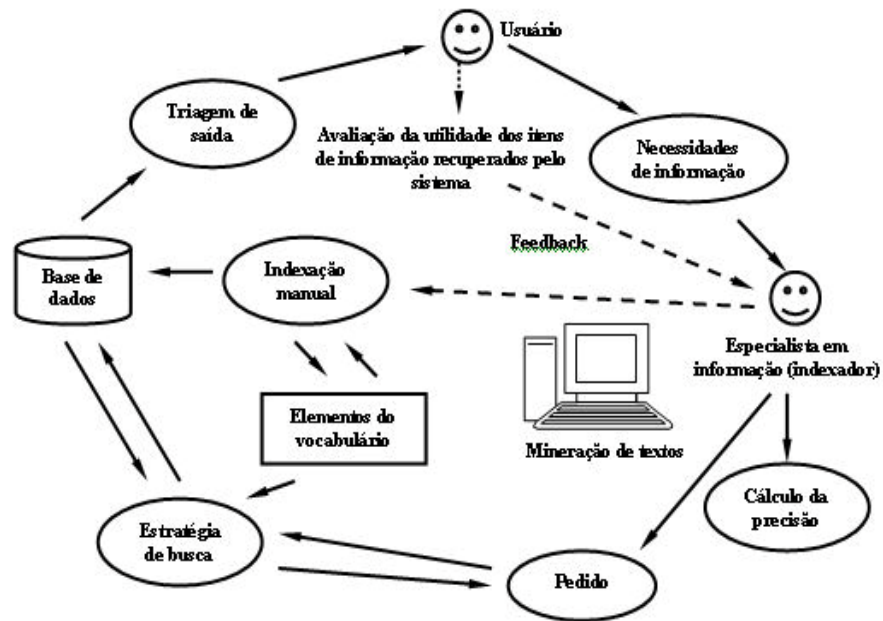 Usuário
Triagem de
saída
Avaliação da utilidade dos itens
de informação recuperados pelo
sistema
Necessidades
de informação
Feedback
Base de
dados
Indexação
manual
Especialista em
informação (indexador)
Elementos do
vocabulário
Mineração de textos
Cálculo da
precisão
Estratégia
de busca
Pedido